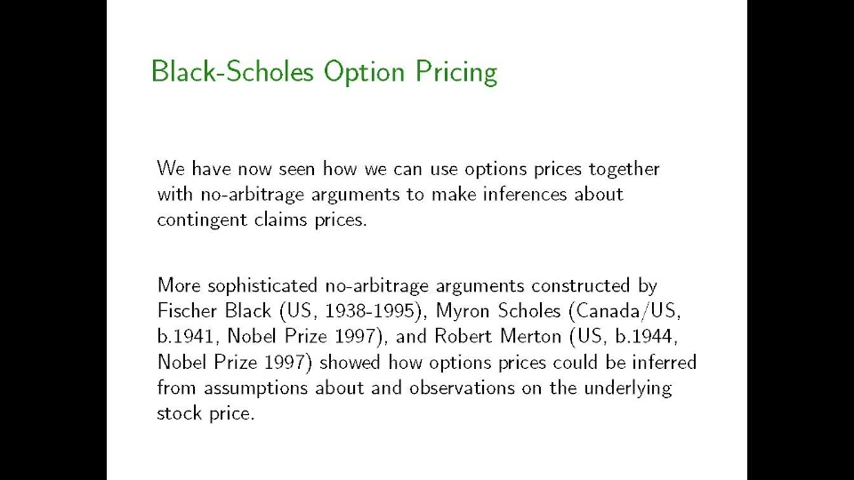 Black-Scholes Option Pricing
We have now seen how we can use options prices together
with no-arbitrage arguments to make inferences about
contingent claims prices.
More sophisticated no-arbitrage arguments constructed by
Fischer Black (US, 1938-1995), Myron Scholes (Canada/US,
b.1941, Nobel Prize 1997), and Robert Merton (US, b.1944,
Nobel Prize 1997) showed how options prices could be inferred
from assumptions about and observations on the underlying
stock price.